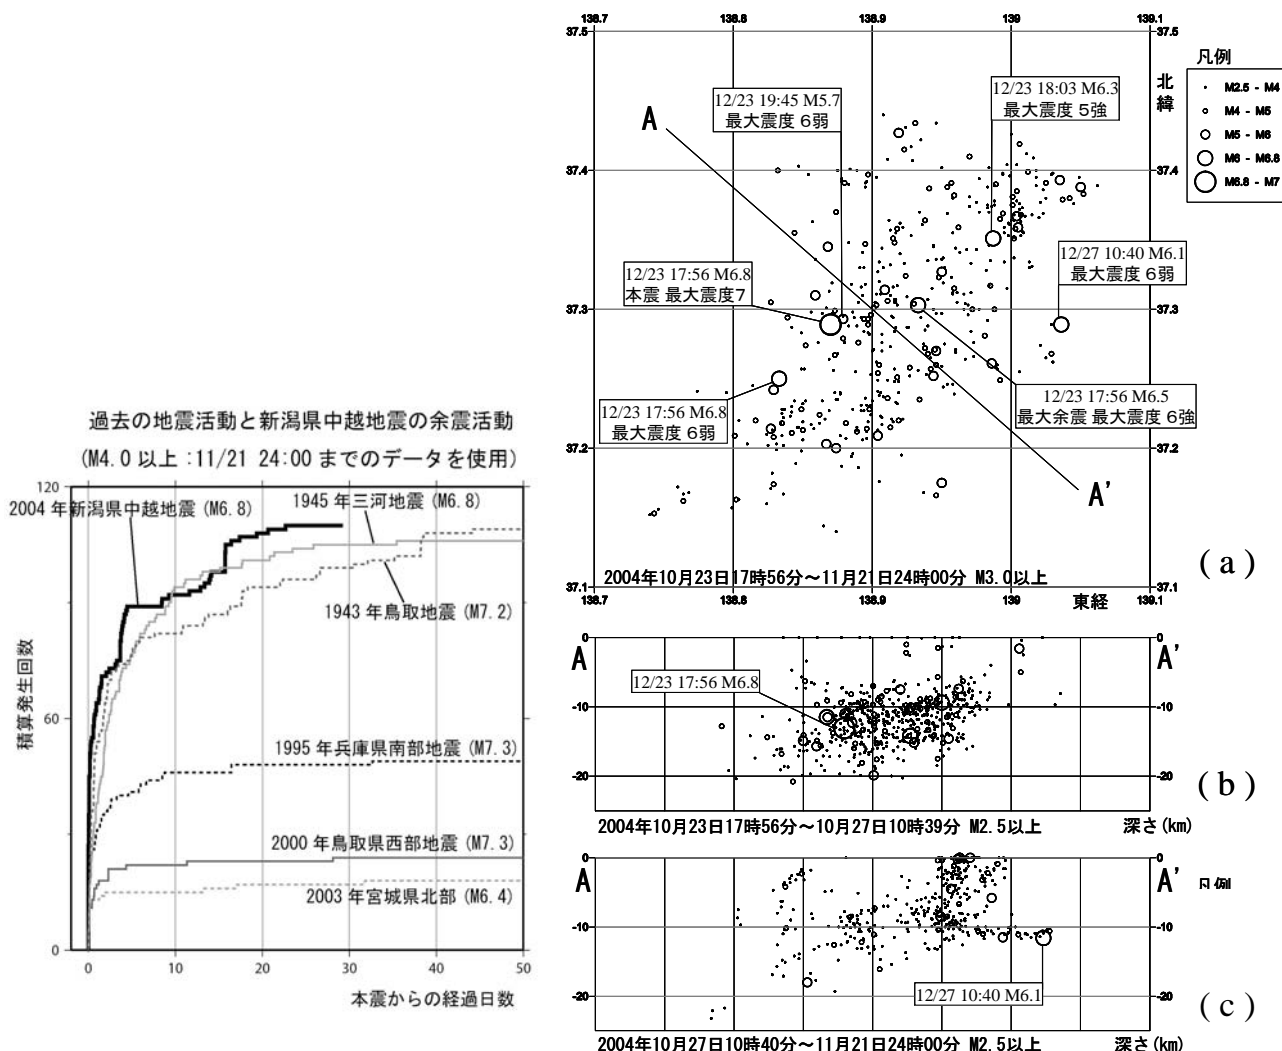 過去の地震活動と新潟県中越地震の余震活動
(M4.0 以上 :11/21 24:00 までのデータを使用)
120
60
0
積算発生回数
2004 年新潟県中越地震 (M6.8)
1945 年三河地震 (M6.8)
1943 年鳥取地震 (M7.2)
1995 年兵庫県南部地震 (M7.3)
2000 年鳥取県西部地震 (M7.3)
2003 年宮城県北部 (M6.4)
0 10 20 30 40 50
本震からの経過日数
138.7 138.8 138.9 139 139.1
37.5 37.5
37.4 37.4
37.3 37.3
37.2 37.2
37.1 37.1
北緯
凡例
M2.5 - M4
M4 - M5
M5 - M6
M6 - M6.8
M6.8 - M7
A
12/23 19:45 M5.7
最大震度 6弱
12/23 18:03 M6.3
最大震度 5強
12/27 10:40 M6.1
最大震度 6弱
12/23 17:56 M6.8
本震 最大震度7
12/23 17:56 M6.8
最大震度 6弱
12/23 17:56 M6.5
最大余震 最大震度 6強
A'
2004年10月23日17時56分～11月21日24時00分 M3.0以上
138.7 138.8 138.9 139 139.1
東経
(a)
A A'
0 0
-10 -10
-20 -20
12/23 17:56 M6.8
2004年10月23日17時56分～10月27日10時39分 M2.5以上 深さ(km)
(b)
A A'
凡例
0 0
-10 -10
-20 -20
12/27 10:40 M6.1
2004年10月27日10時40分～11月21日24時00分 M2.5以上 深さ(km)
(c)